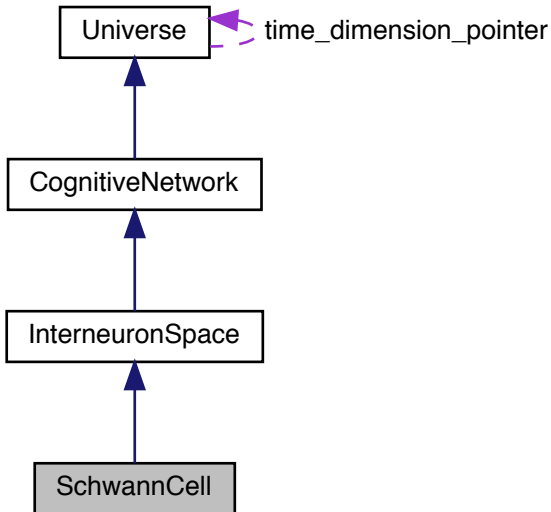 Universe
time_dimension_pointer
CognitiveNetwork
InterneuronSpace
SchwannCell